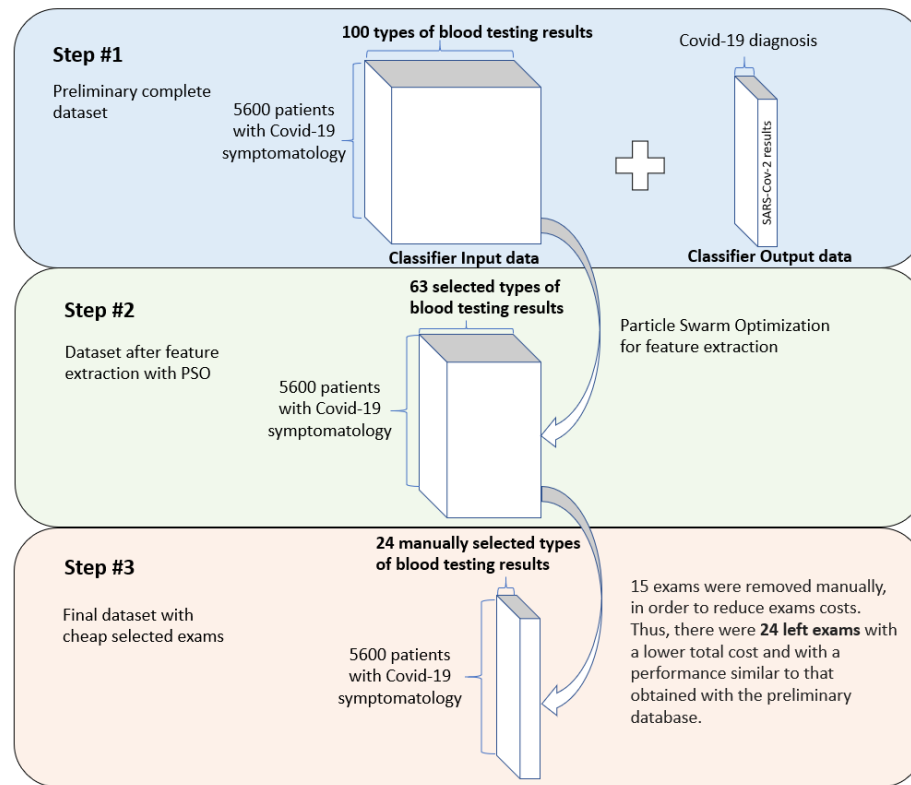 Step #1
Preliminary complete
dataset
100 types of blood testing results
5600 patients
with Covid-19
symptomatology
Classifier Input data
Covid-19 diagnosis
SARS-Cov-2 results
Classifier Output data
Step #2
Dataset after feature
extraction with PSO
63 selected types of
blood testing results
5600 patients
with Covid-19
symptomatology
Particle Swarm Optimization
for feature extraction
Step #3
Final dataset with
cheap selected exams
24 manually selected types
of blood testing results
5600 patients
with Covid-19
symptomatology
15 exams were removed manually,
in order to reduce exams costs.
Thus, there were 24 left exams with
a lower total cost and with a
performance similar to that
obtained with the preliminary
database.